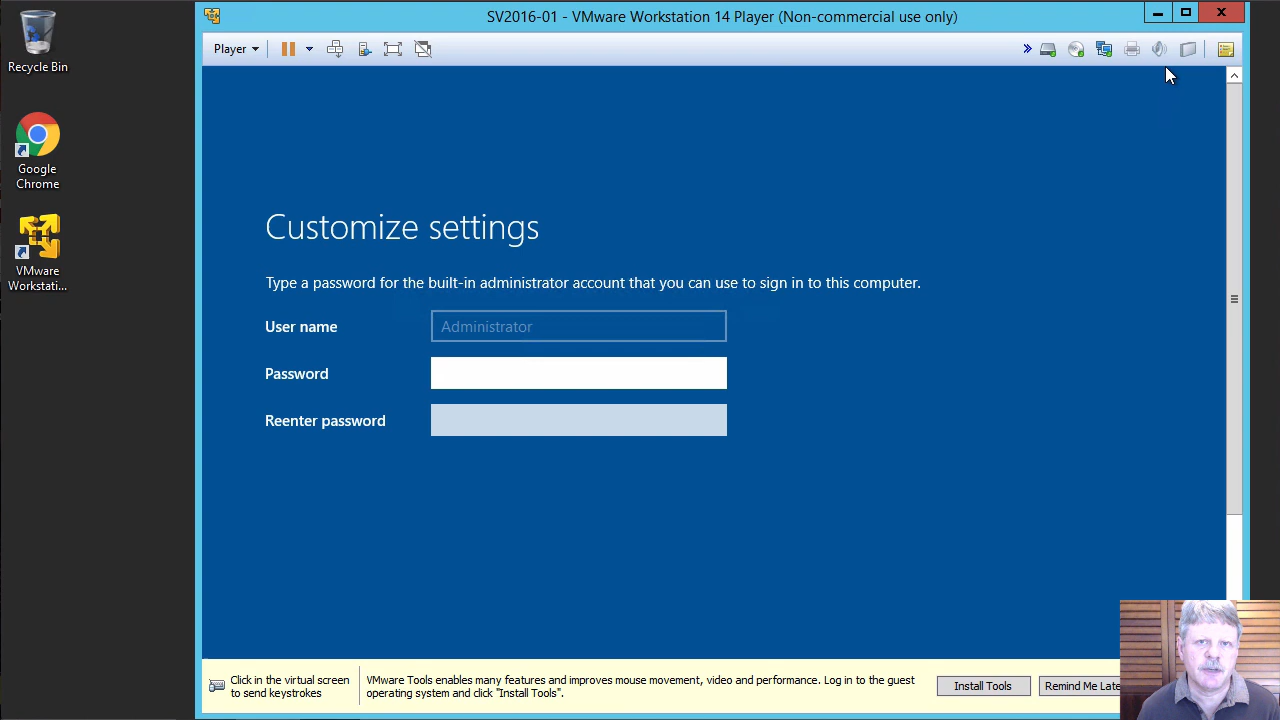 Recycle Bin
Google
Chrome
VMware
Workstati...
SV2016-01 - VMware Workstation 14 Player (Non-commercial use only)
Player
Customize settings
Type a password for the built-in administrator account that you can use to sign in to this computer.
User name
Administrator
Password
Reenter password
Click in the virtual screen
to send keystrokes
VMware Tools enables many features and improves mouse movement, video and performance. Log in to the guest
operating system and click "Install Tools".
Install Tools
Remind Me Late